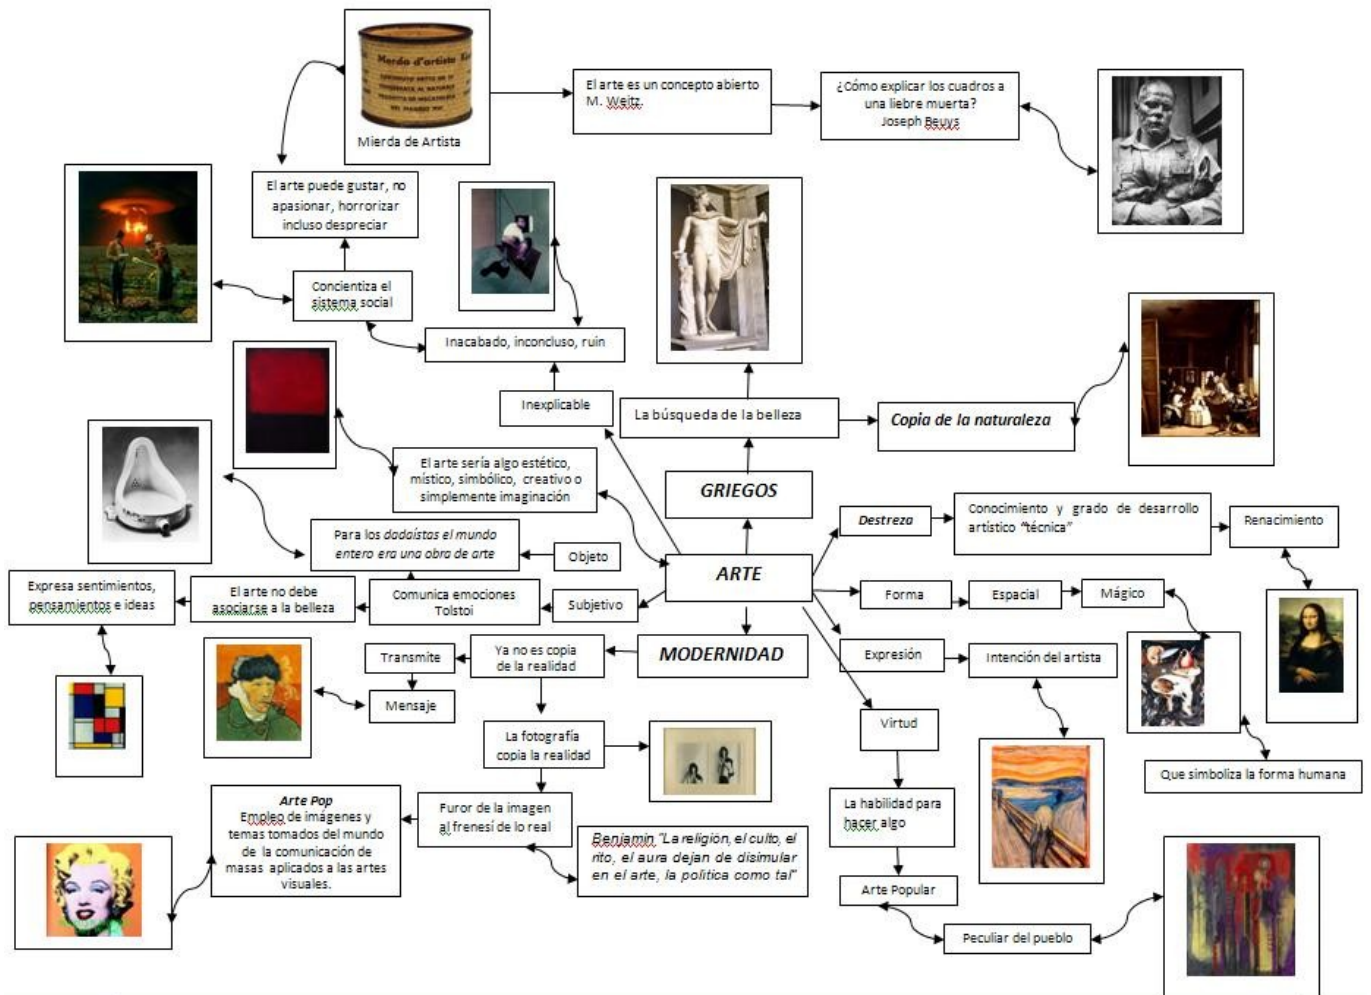 Merda d'artista
Mierda de Artista
El arte es un concepto abierto
M. Weitz.
¿Cómo explicar los cuadros a
una liebre muerta?
Joseph Beuys
El arte puede gustar, no
apasionar, horrorizar
incluso despreciar
Concientiza el
sistema social
Inacabado, inconcluso, ruin
Inexplicable
La búsqueda de la belleza
Copia de la naturaleza
El arte sería algo estético,
místico, simbólico, creativo o
simplemente imaginación
GRIEGOS
Destreza
Conocimiento y grado de desarrollo
artístico "técnica"
Renacimiento
Para los dadaístas el mundo
entero era una obra de arte
Objeto
ARTE
Expresa sentimientos,
pensamientos e ideas
El arte no debe
asociarse a la belleza
Comunica emociones
Tolstoi
Subjetivo
Forma
Espacial
Mágico
Transmite
Ya no es copia
de la realidad
MODERNIDAD
Expresión
Intención del artista
Mensaje
La fotografía
copia la realidad
Virtud
Que simboliza la forma humana
Arte Pop
Empleo de imágenes y
temas tomados del mundo
de la comunicación de
masas aplicados a las artes
visuales.
Furor de la imagen
al frenesí de lo real
Benjamin "La religión, el culto, el
rito, el aura dejan de disimular
en el arte, la política como tal"
La habilidad para
hacer algo
Arte Popular
Peculiar del pueblo